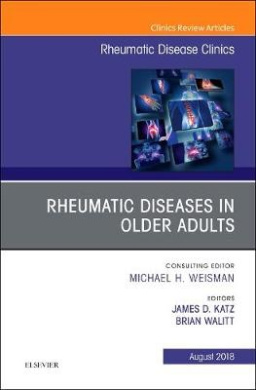 Clinics Review Articles
Rheumatic Disease Clinics
RHEUMATIC DISEASES IN
OLDER ADULTS
CONSULTING EDITOR
MICHAEL H. WEISMAN
EDITORS
JAMES D. KATZ
BRIAN WALITT
ELSEVIER
August 2018